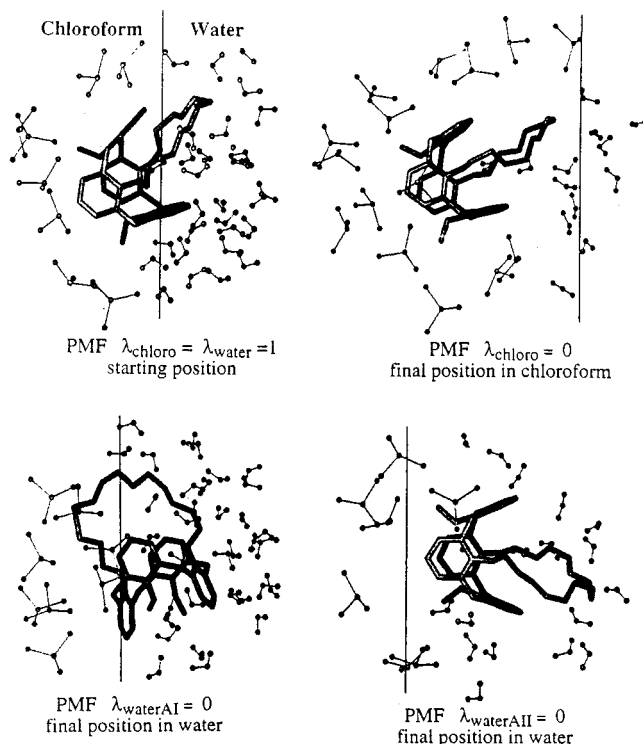 Chloroform Water
PMF λchloro = λwater =1
starting position
PMF λchloro = 0
final position in chloroform
PMF λwaterAI = 0
final position in water
PMF λwaterAII = 0
final position in water